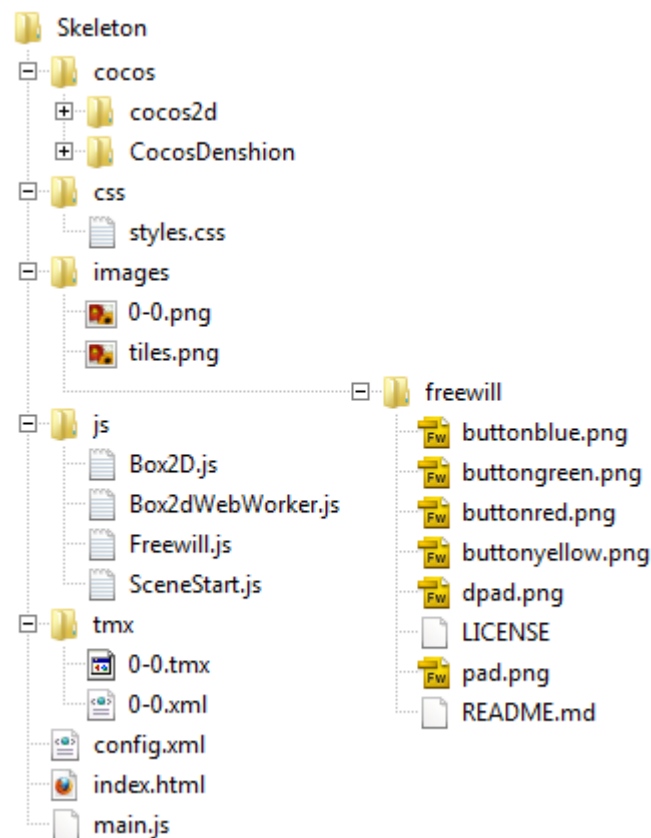 Skeleton
cocos
cocos2d
CocosDenshion
css
styles.css
images
0-0.png
tiles.png
freewill
buttonblue.png
buttongreen.png
buttonred.png
buttonyellow.png
dpad.png
LICENSE
pad.png
README.md
js
Box2D.js
Box2dWebWorker.js
Freewill.js
SceneStart.js
tmx
0-0.tmx
0-0.xml
config.xml
index.html
main.js